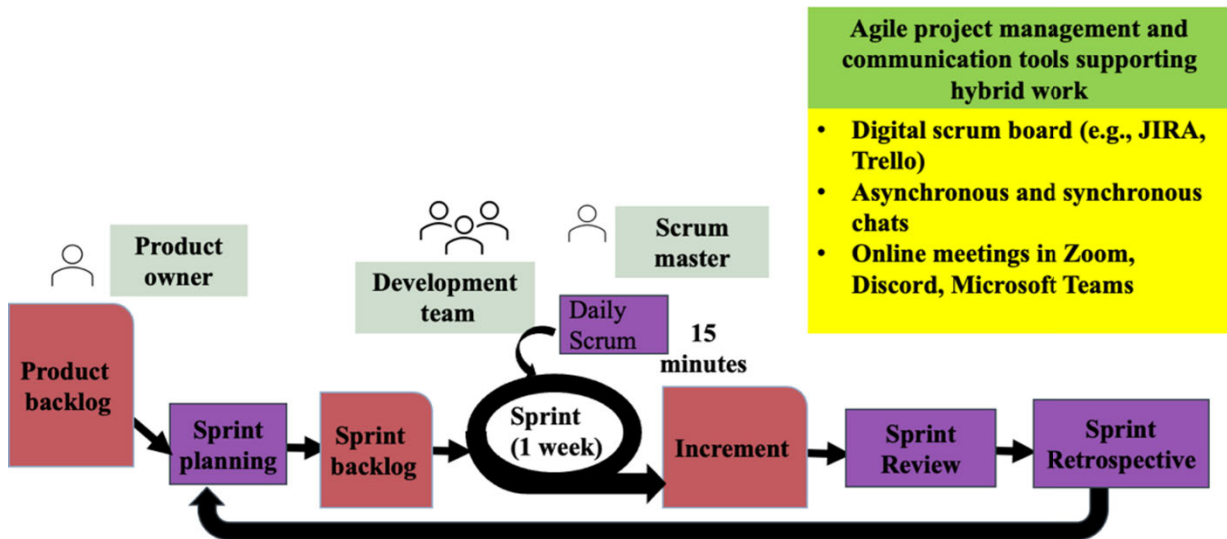 Agile project management and
communication tools supporting
hybrid work
• Digital scrum board (e.g., JIRA,
Trello)
• Asynchronous and synchronous
chats
• Online meetings in Zoom,
Discord, Microsoft Teams
Product
owner
Development
team
Scrum
master
Daily
Scrum
15
minutes
Product
backlog
Sprint
planning
Sprint
backlog
Sprint
(1 week)
Increment
Sprint
Review
Sprint
Retrospective